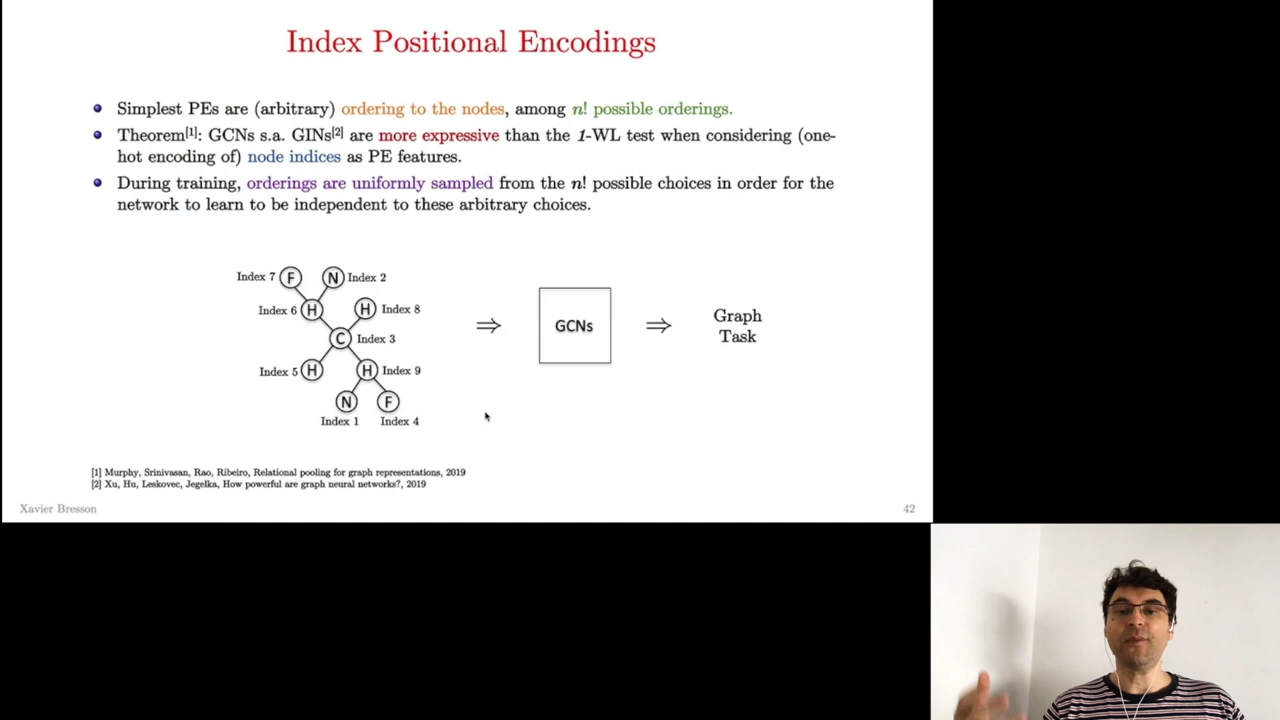 Index Positional Encodings
Simplest PEs are (arbitrary) ordering to the nodes, among n! possible orderings.
Theorem[1]: GCNs s.a. GINs[2] are more expressive than the 1-WL test when considering (one-
hot encoding of) node indices as PE features.
During training, orderings are uniformly sampled from the n! possible choices in order for the
network to learn to be independent to these arbitrary choices.
Index 7 F N Index 2
Index 6 H H Index 8
C Index 3
Index 5 H H Index 9
N F
Index 1 Index 4
⇒ GCNs ⇒ Graph
Task
[1] Murphy, Srinivasan, Rao, Ribeiro, Relational pooling for graph representations, 2019
[2] Xu, Hu, Leskovec, Jegelka, How powerful are graph neural networks?, 2019
Xavier Bresson 42